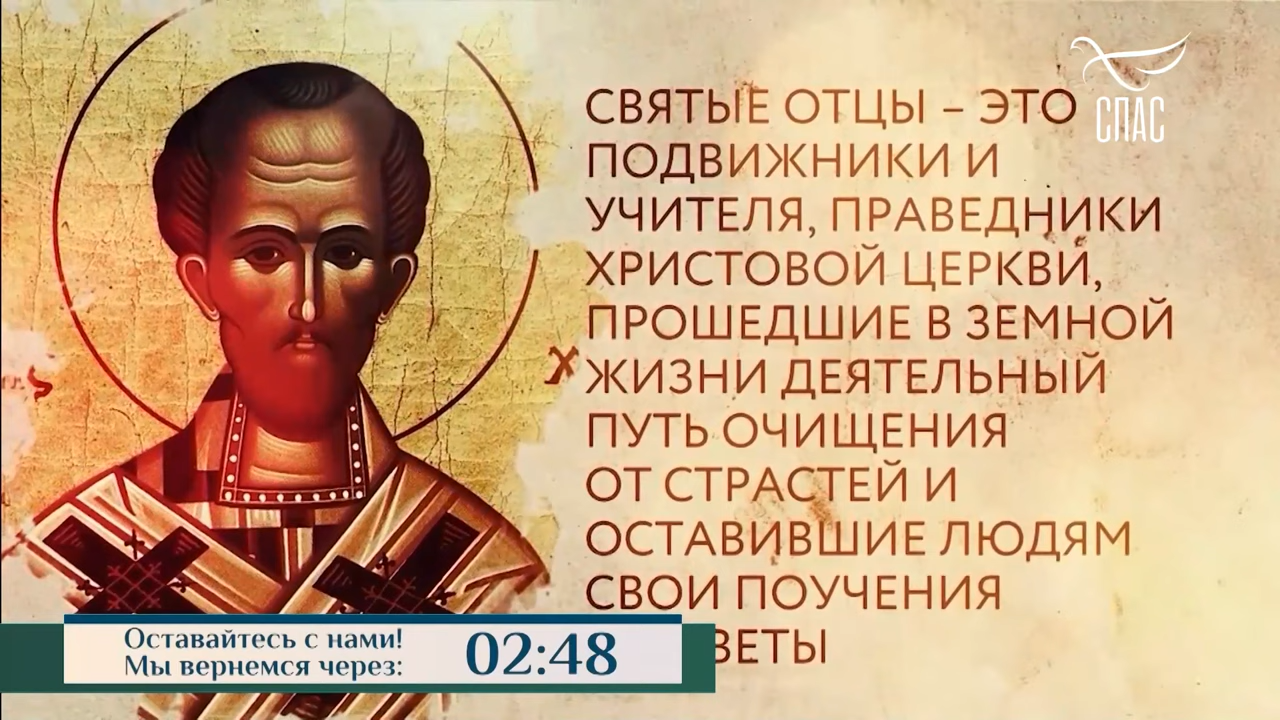 СПАС
СВЯТЫЕ ОТЦЫ – ЭТО
ПОДВИЖНИКИ И
УЧИТЕЛЯ, ПРАВЕДНИКИ
ХРИСТОВОЙ ЦЕРКВИ,
ПРОШЕДШИЕ В ЗЕМНОЙ
ЖИЗНИ ДЕЯТЕЛЬНЫЙ
ПУТЬ ОЧИЩЕНИЯ
ОТ СТРАСТЕЙ И
ОСТАВИВШИЕ ЛЮДЯМ
СВОИ ПОУЧЕНИЯ
Оставайтесь с нами!
Мы вернемся через:
02:48